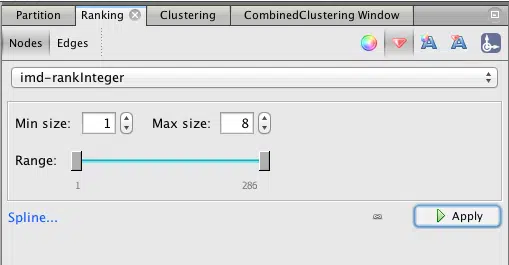 Partition Ranking Clustering CombinedClustering Window
Nodes Edges
imd-rankInteger
Min size: 1 Max size: 8
Range:
1 286
Spline... Apply